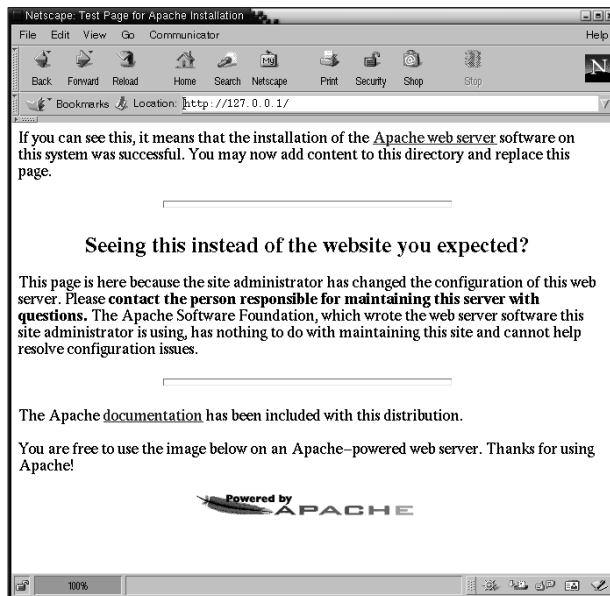 Netscape: Test Page for Apache Installation
File Edit View Go Communicator Help
Back Forward Reload Home Search Netscape Print Security Shop Stop
My
N
Bookmarks Location: http://127.0.0.1/
If you can see this, it means that the installation of the Apache web server software on
this system was successful. You may now add content to this directory and replace this
page.
Seeing this instead of the website you expected?
This page is here because the site administrator has changed the configuration of this web
server. Please contact the person responsible for maintaining this server with
questions. The Apache Software Foundation, which wrote the web server software this
site administrator is using, has nothing to do with maintaining this site and cannot help
resolve configuration issues.
The Apache documentation has been included with this distribution.
You are free to use the image below on an Apache–powered web server. Thanks for using
Apache!
Powered by
APACHE
100%